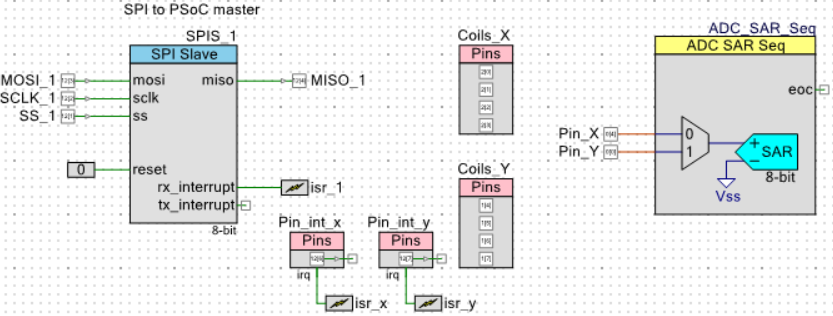 SPI to PSoC master
SPIS_1
SPI Slave
MOSI_1
mosi
miso
MISO_1
SCLK_1
sclk
SS_1
ss
0
reset
rx_interrupt
isr_1
tx_interrupt
8-bit
Pin_int_x
Pins
irq
isr_x
Pin_int_y
Pins
irq
isr_y
Coils_X
Pins
Coils_Y
Pins
ADC_SAR_Seq
ADC SAR Seq
eoc
Pin_X
0
Pin_Y
1
SAR
8-bit
Vss